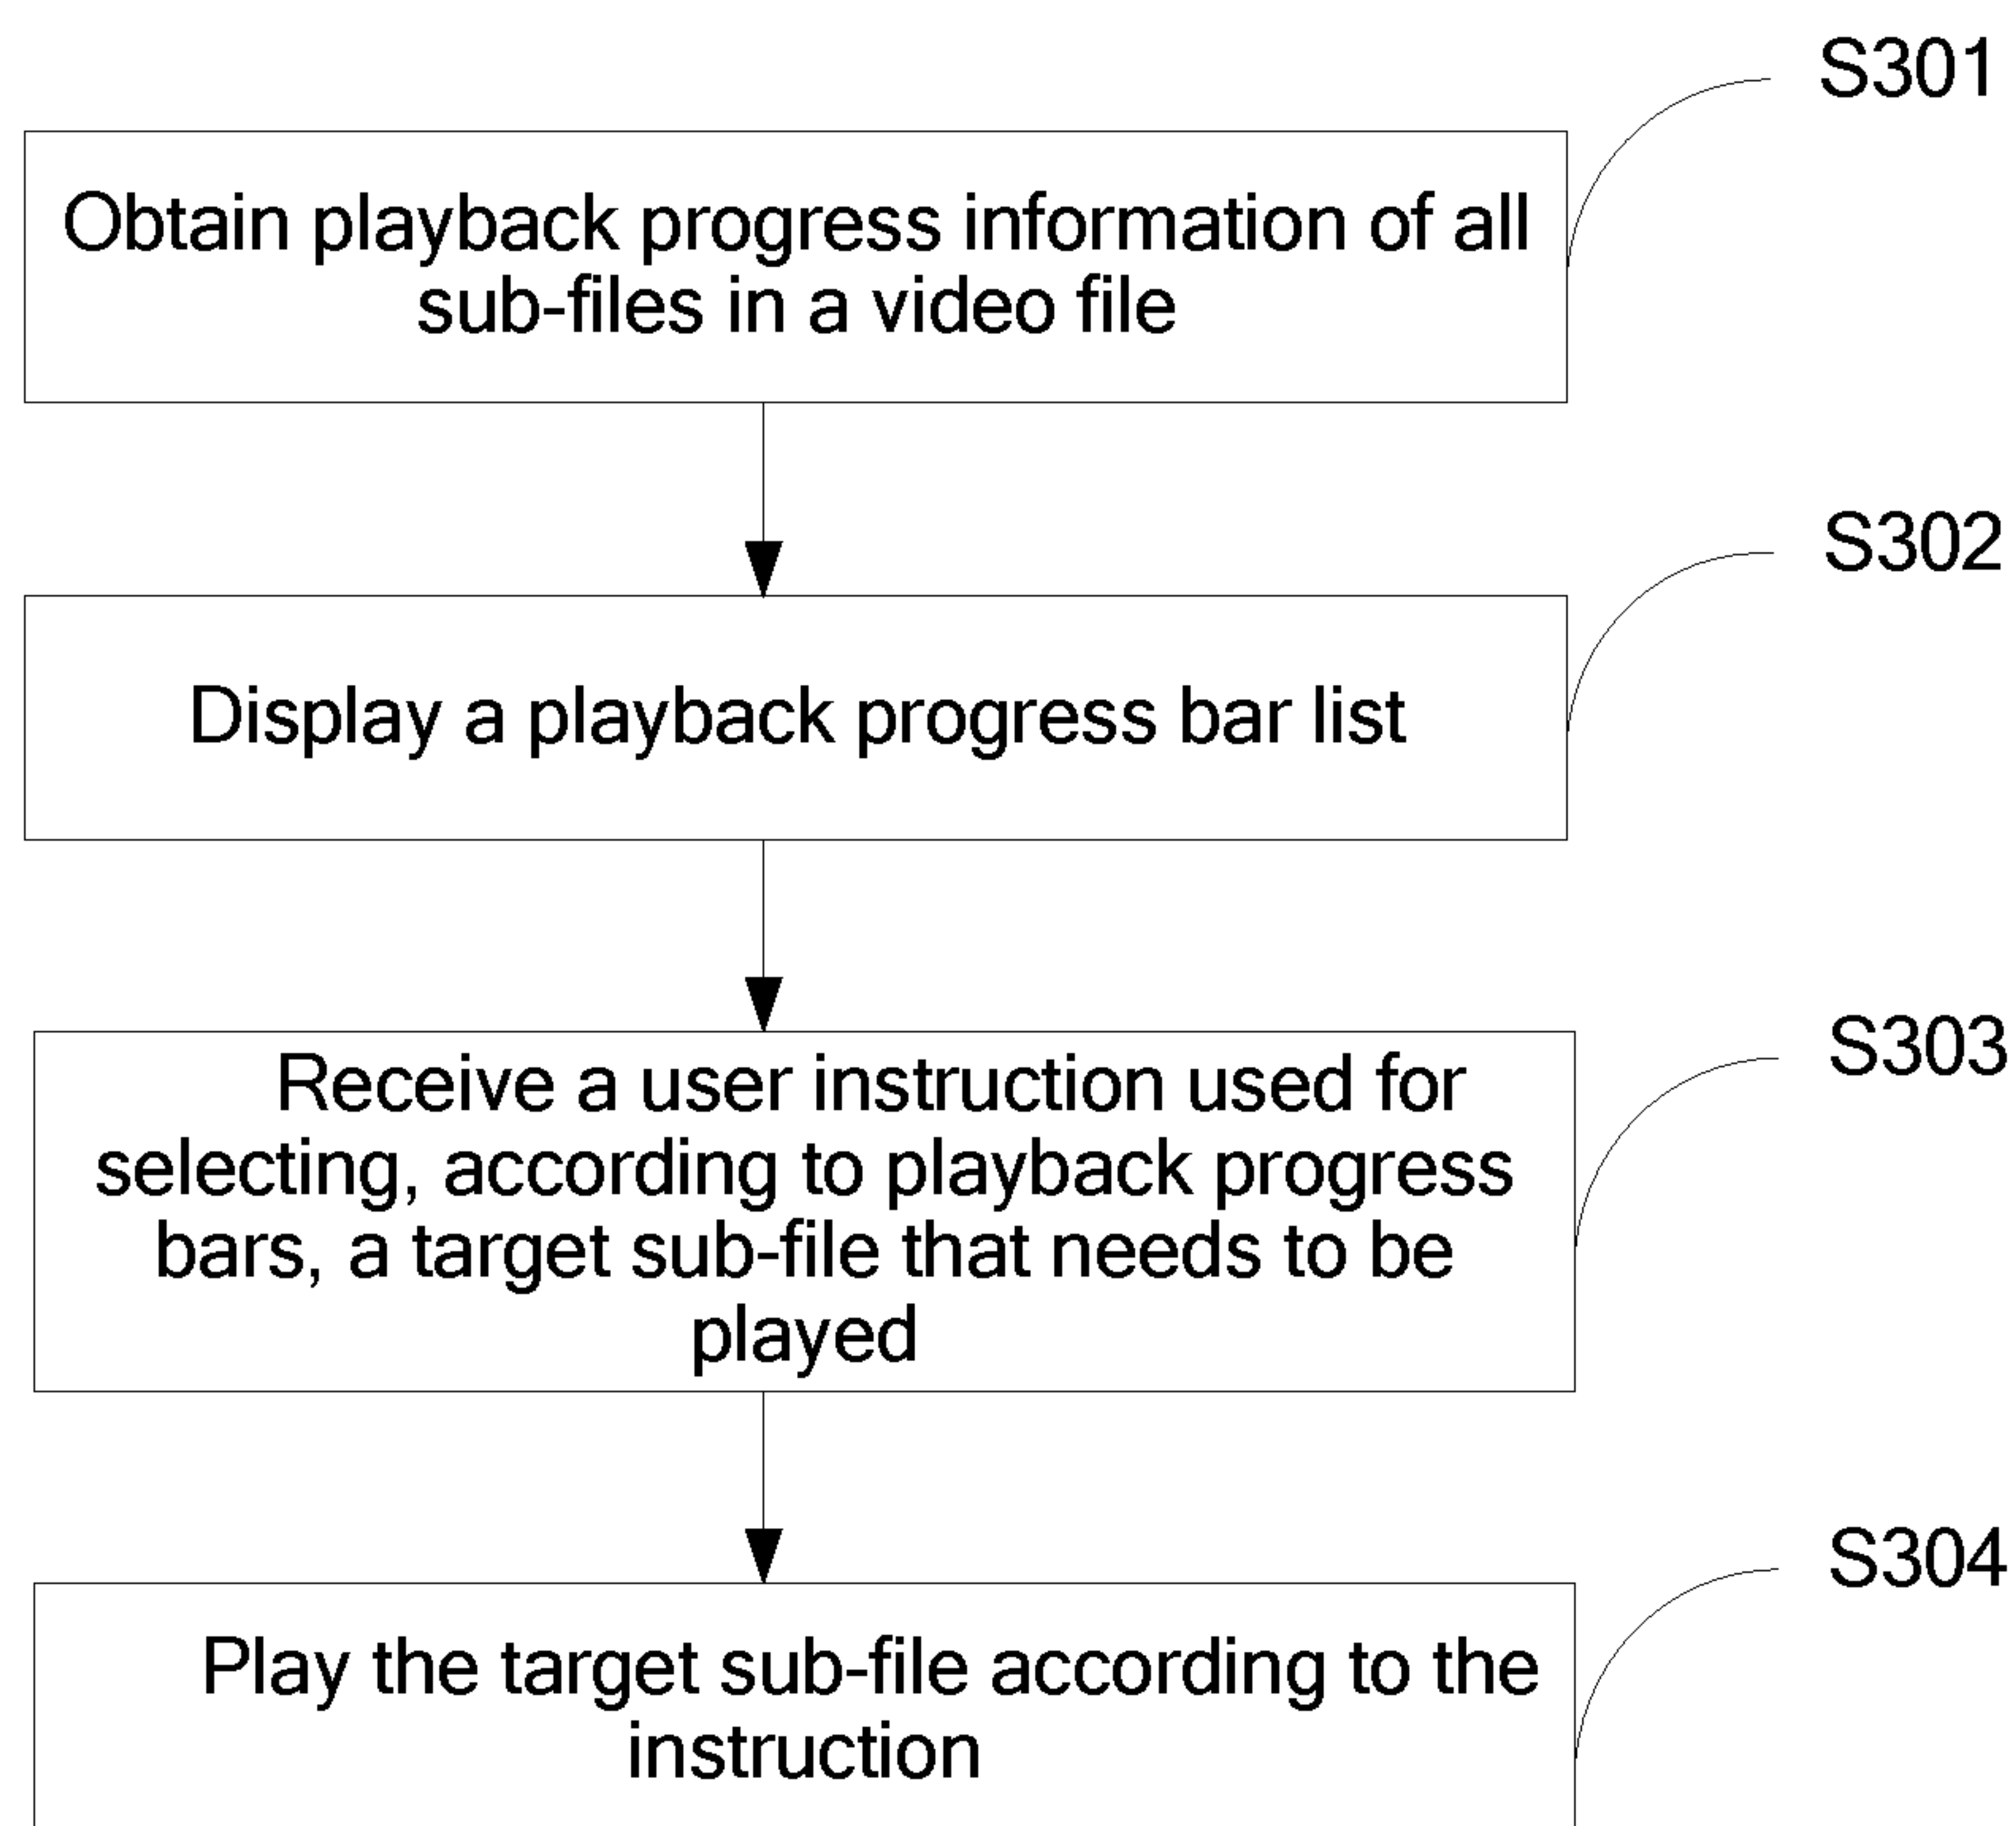 S301
Obtain playback progress information of all
sub-files in a video file
S302
Display a playback progress bar list
S303
Receive a user instruction used for
selecting, according to playback progress
bars, a target sub-file that needs to be
played
S304
Play the target sub-file according to the
instruction